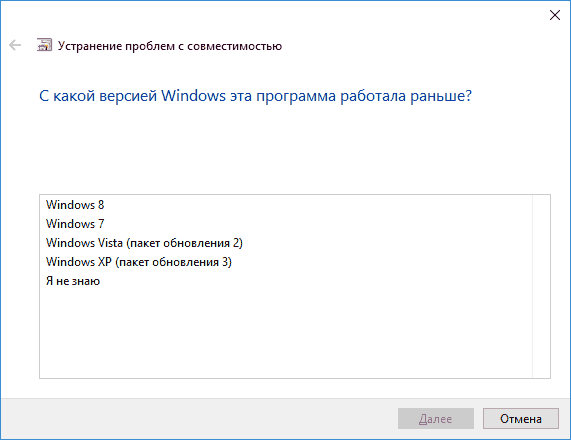 Устранение проблем с совместимостью
С какой версией Windows эта программа работала раньше?
Windows 8
Windows 7
Windows Vista (пакет обновления 2)
Windows XP (пакет обновления 3)
Я не знаю
Далее
Отмена